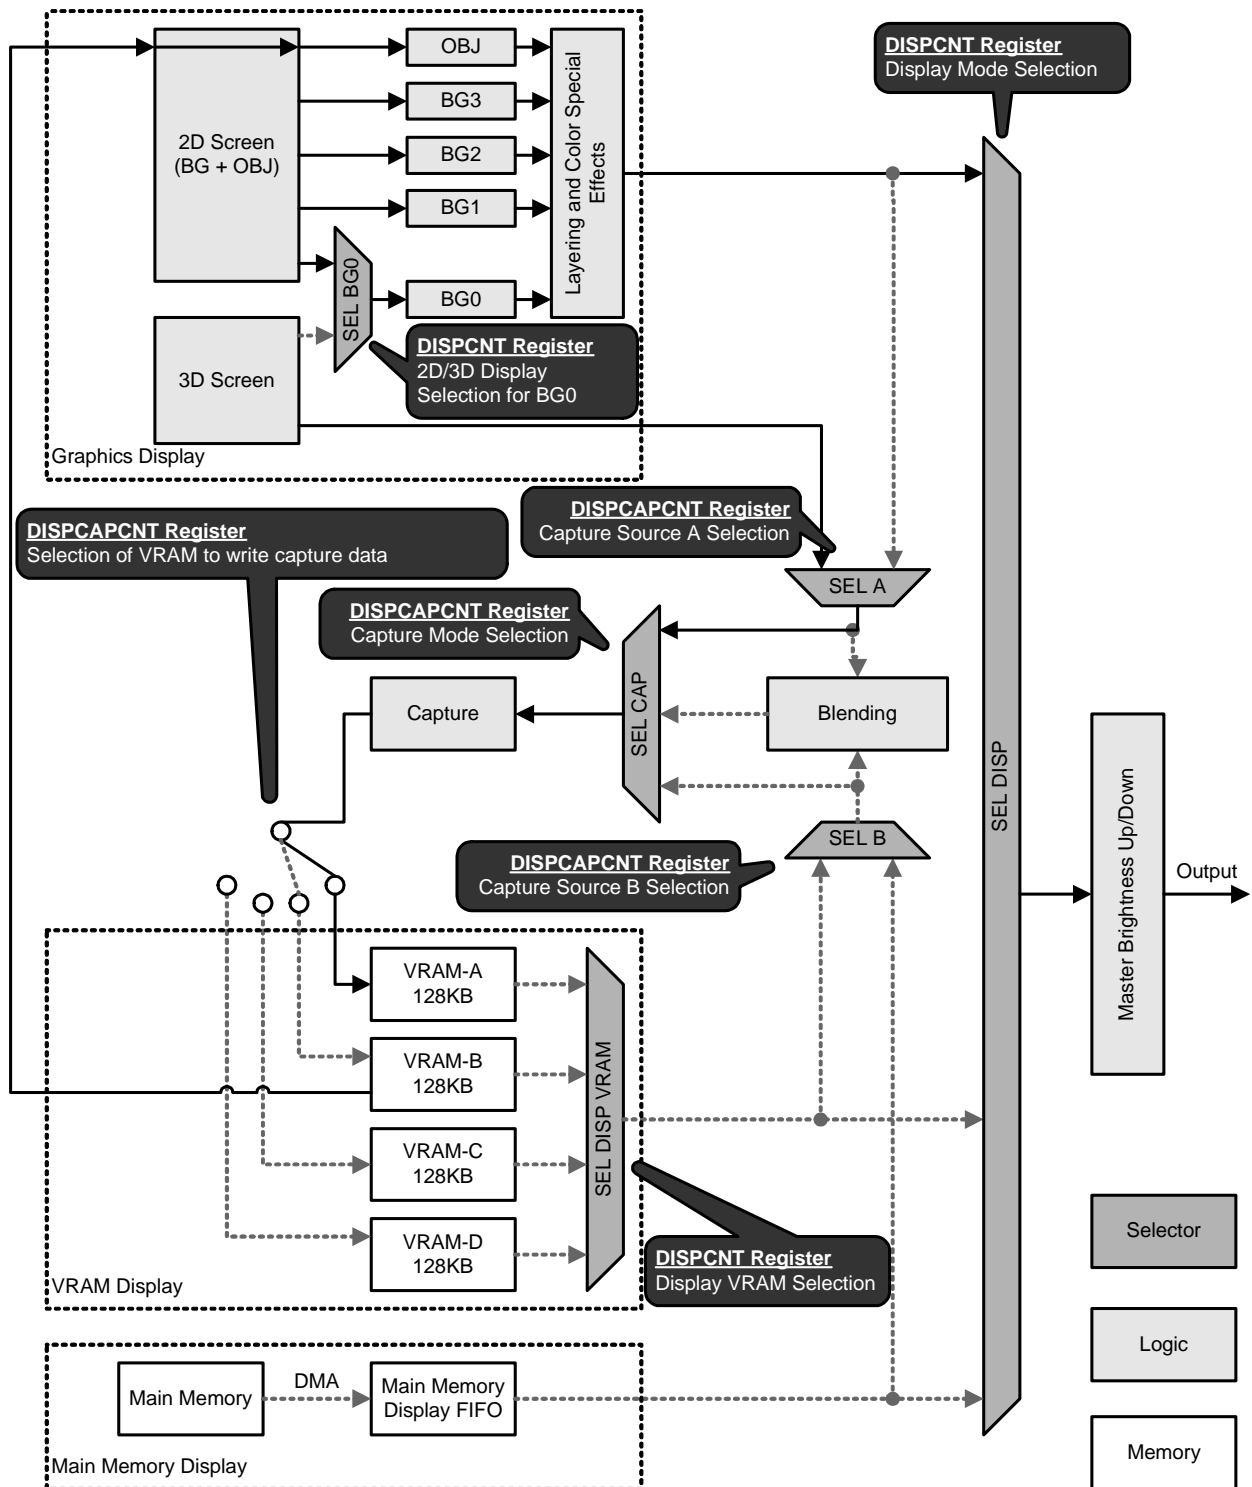 OBJ
BG3
BG2
BG1
BG0
2D Screen
(BG + OBJ)
SEL BG0
Layering and Color Special
Effects
DISPCNT Register
Display Mode Selection
3D Screen
DISPCNT Register
2D/3D Display
Selection for BG0
Graphics Display
DISPCAPCNT Register
Capture Source A Selection
DISPCAPCNT Register
Selection of VRAM to write capture data
SEL A
DISPCAPCNT Register
Capture Mode Selection
Capture
SEL CAP
Blending
SEL DISP
Master Brightness Up/Down
Output
SEL B
DISPCAPCNT Register
Capture Source B Selection
VRAM-A
128KB
VRAM-B
128KB
VRAM-C
128KB
VRAM-D
128KB
SEL DISP VRAM
DISPCNT Register
Display VRAM Selection
VRAM Display
Selector
Logic
Memory
Main Memory
DMA
Main Memory
Display FIFO
Main Memory Display